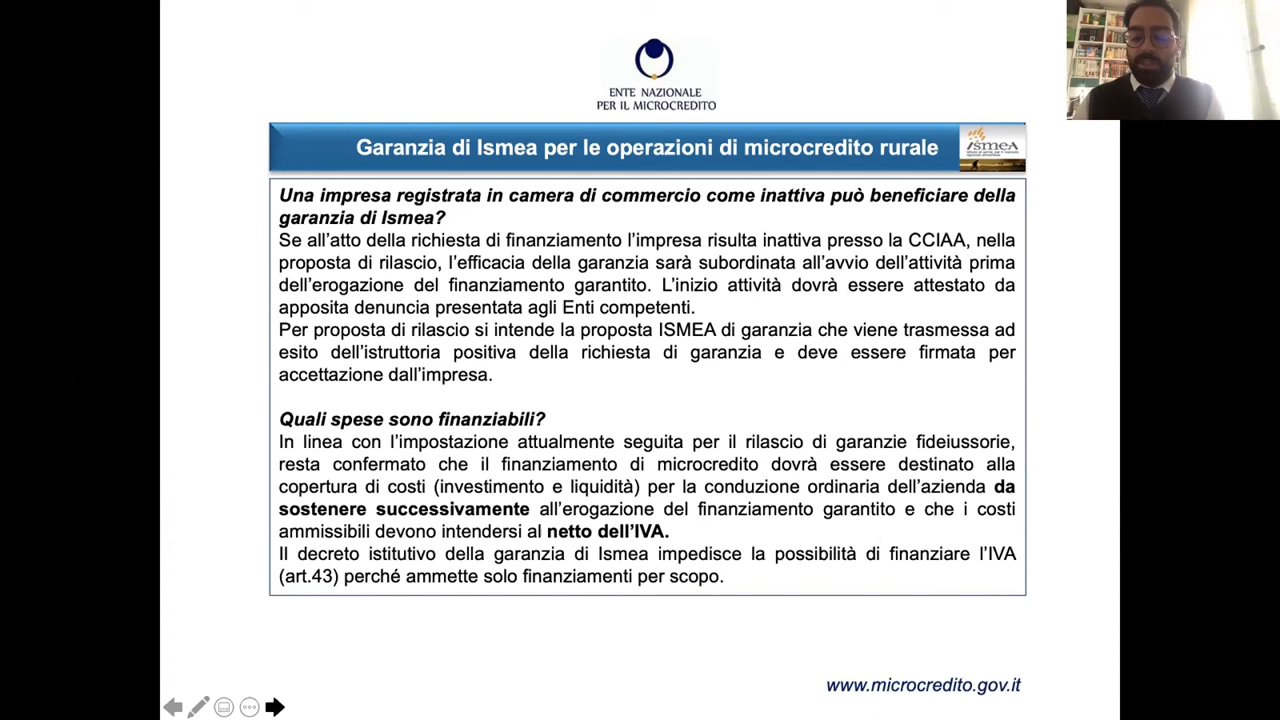 ENTE NAZIONALE
PER IL MICROCREDITO
Garanzia di Ismea per le operazioni di microcredito rurale
ismeA
Una impresa registrata in camera di commercio come inattiva può beneficiare della
garanzia di Ismea?
Se all’atto della richiesta di finanziamento l’impresa risulta inattiva presso la CCIAA, nella
proposta di rilascio, l’efficacia della garanzia sarà subordinata all’avvio dell’attività prima
dell’erogazione del finanziamento garantito. L’inizio attività dovrà essere attestato da
apposita denuncia presentata agli Enti competenti.
Per proposta di rilascio si intende la proposta ISMEA di garanzia che viene trasmessa ad
esito dell’istruttoria positiva della richiesta di garanzia e deve essere firmata per
accettazione dall’impresa.
Quali spese sono finanziabili?
In linea con l’impostazione attualmente seguita per il rilascio di garanzie fideiussorie,
resta confermato che il finanziamento di microcredito dovrà essere destinato alla
copertura di costi (investimento e liquidità) per la conduzione ordinaria dell’azienda da
sostenere successivamente all’erogazione del finanziamento garantito e che i costi
ammissibili devono intendersi al netto dell’IVA.
Il decreto istitutivo della garanzia di Ismea impedisce la possibilità di finanziare l’IVA
(art.43) perché ammette solo finanziamenti per scopo.
www.microcredito.gov.it